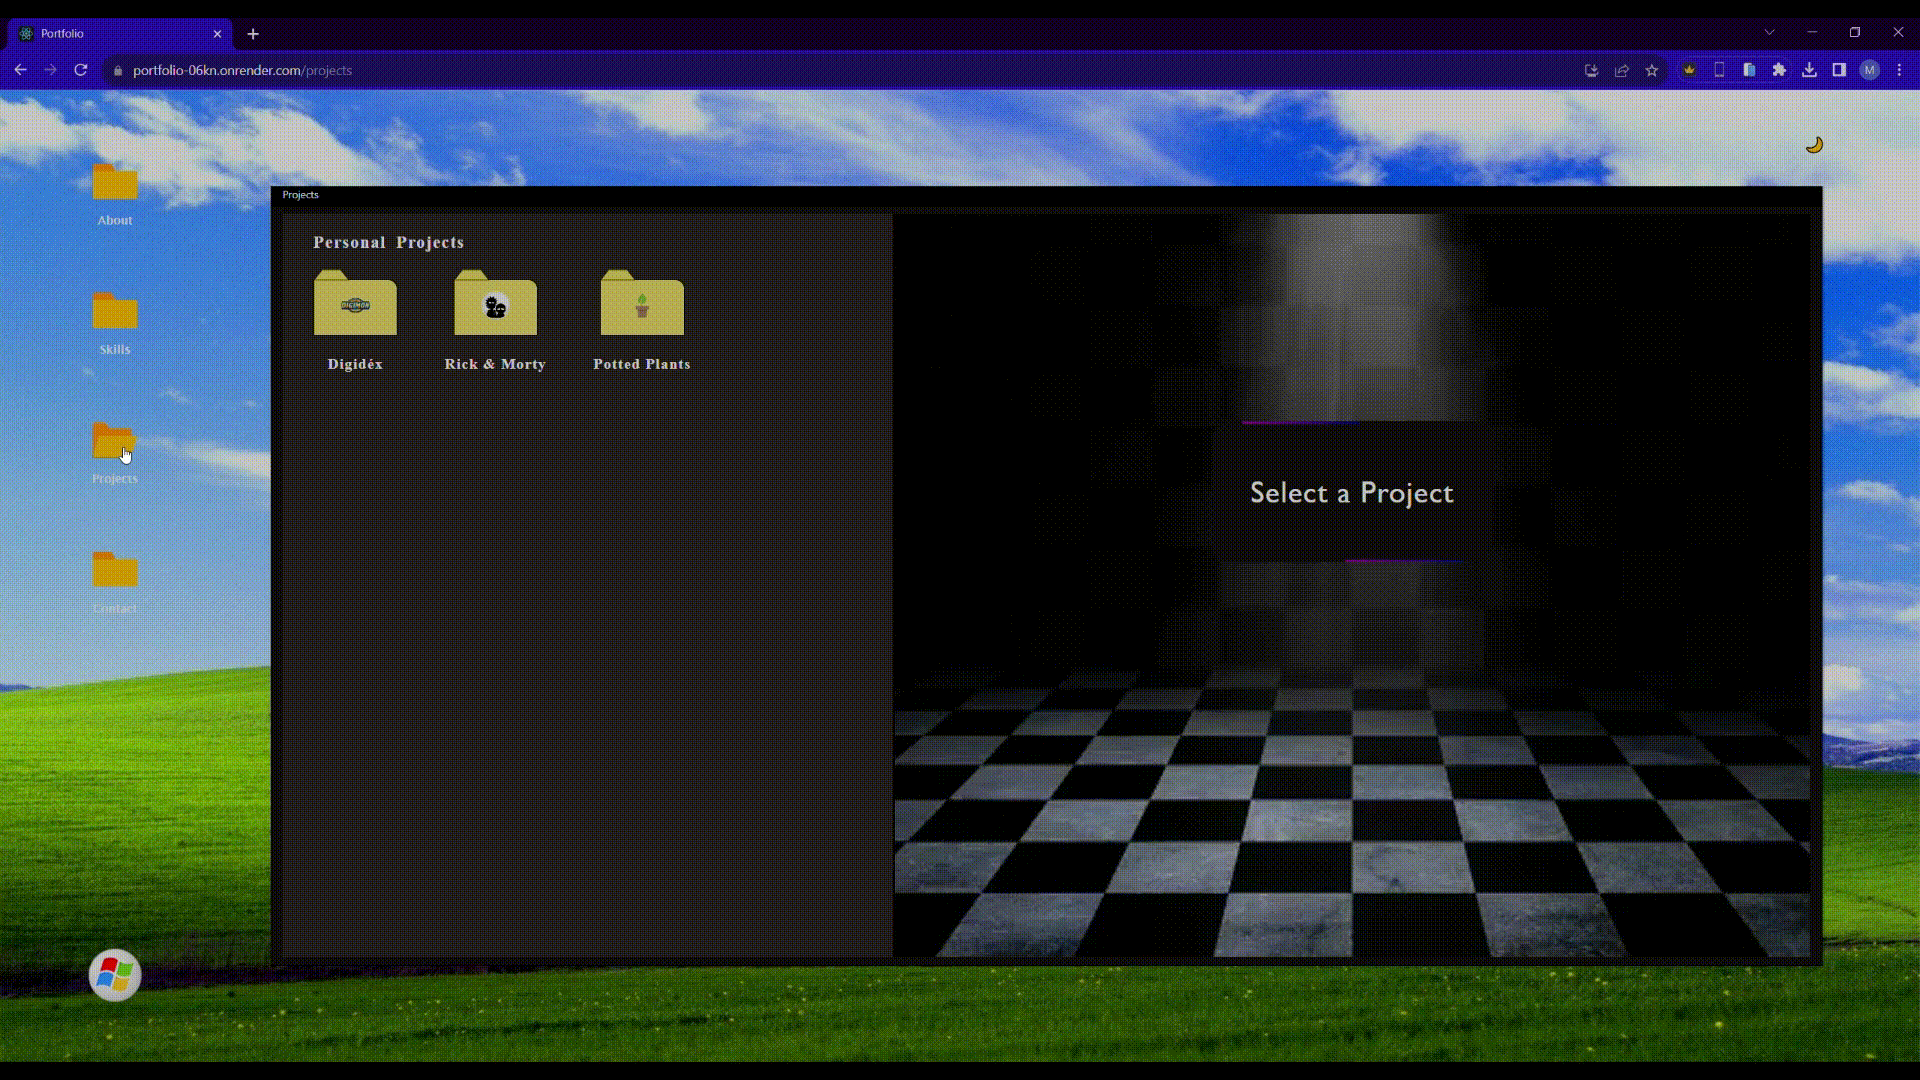 Portfolio
portfolio-06kn.onrender.com/projects
M
About
Skills
Projects
Contact
Projects
Personal Projects
DIGIMON
Digidéx
Rick & Morty
Potted Plants
Select a Project